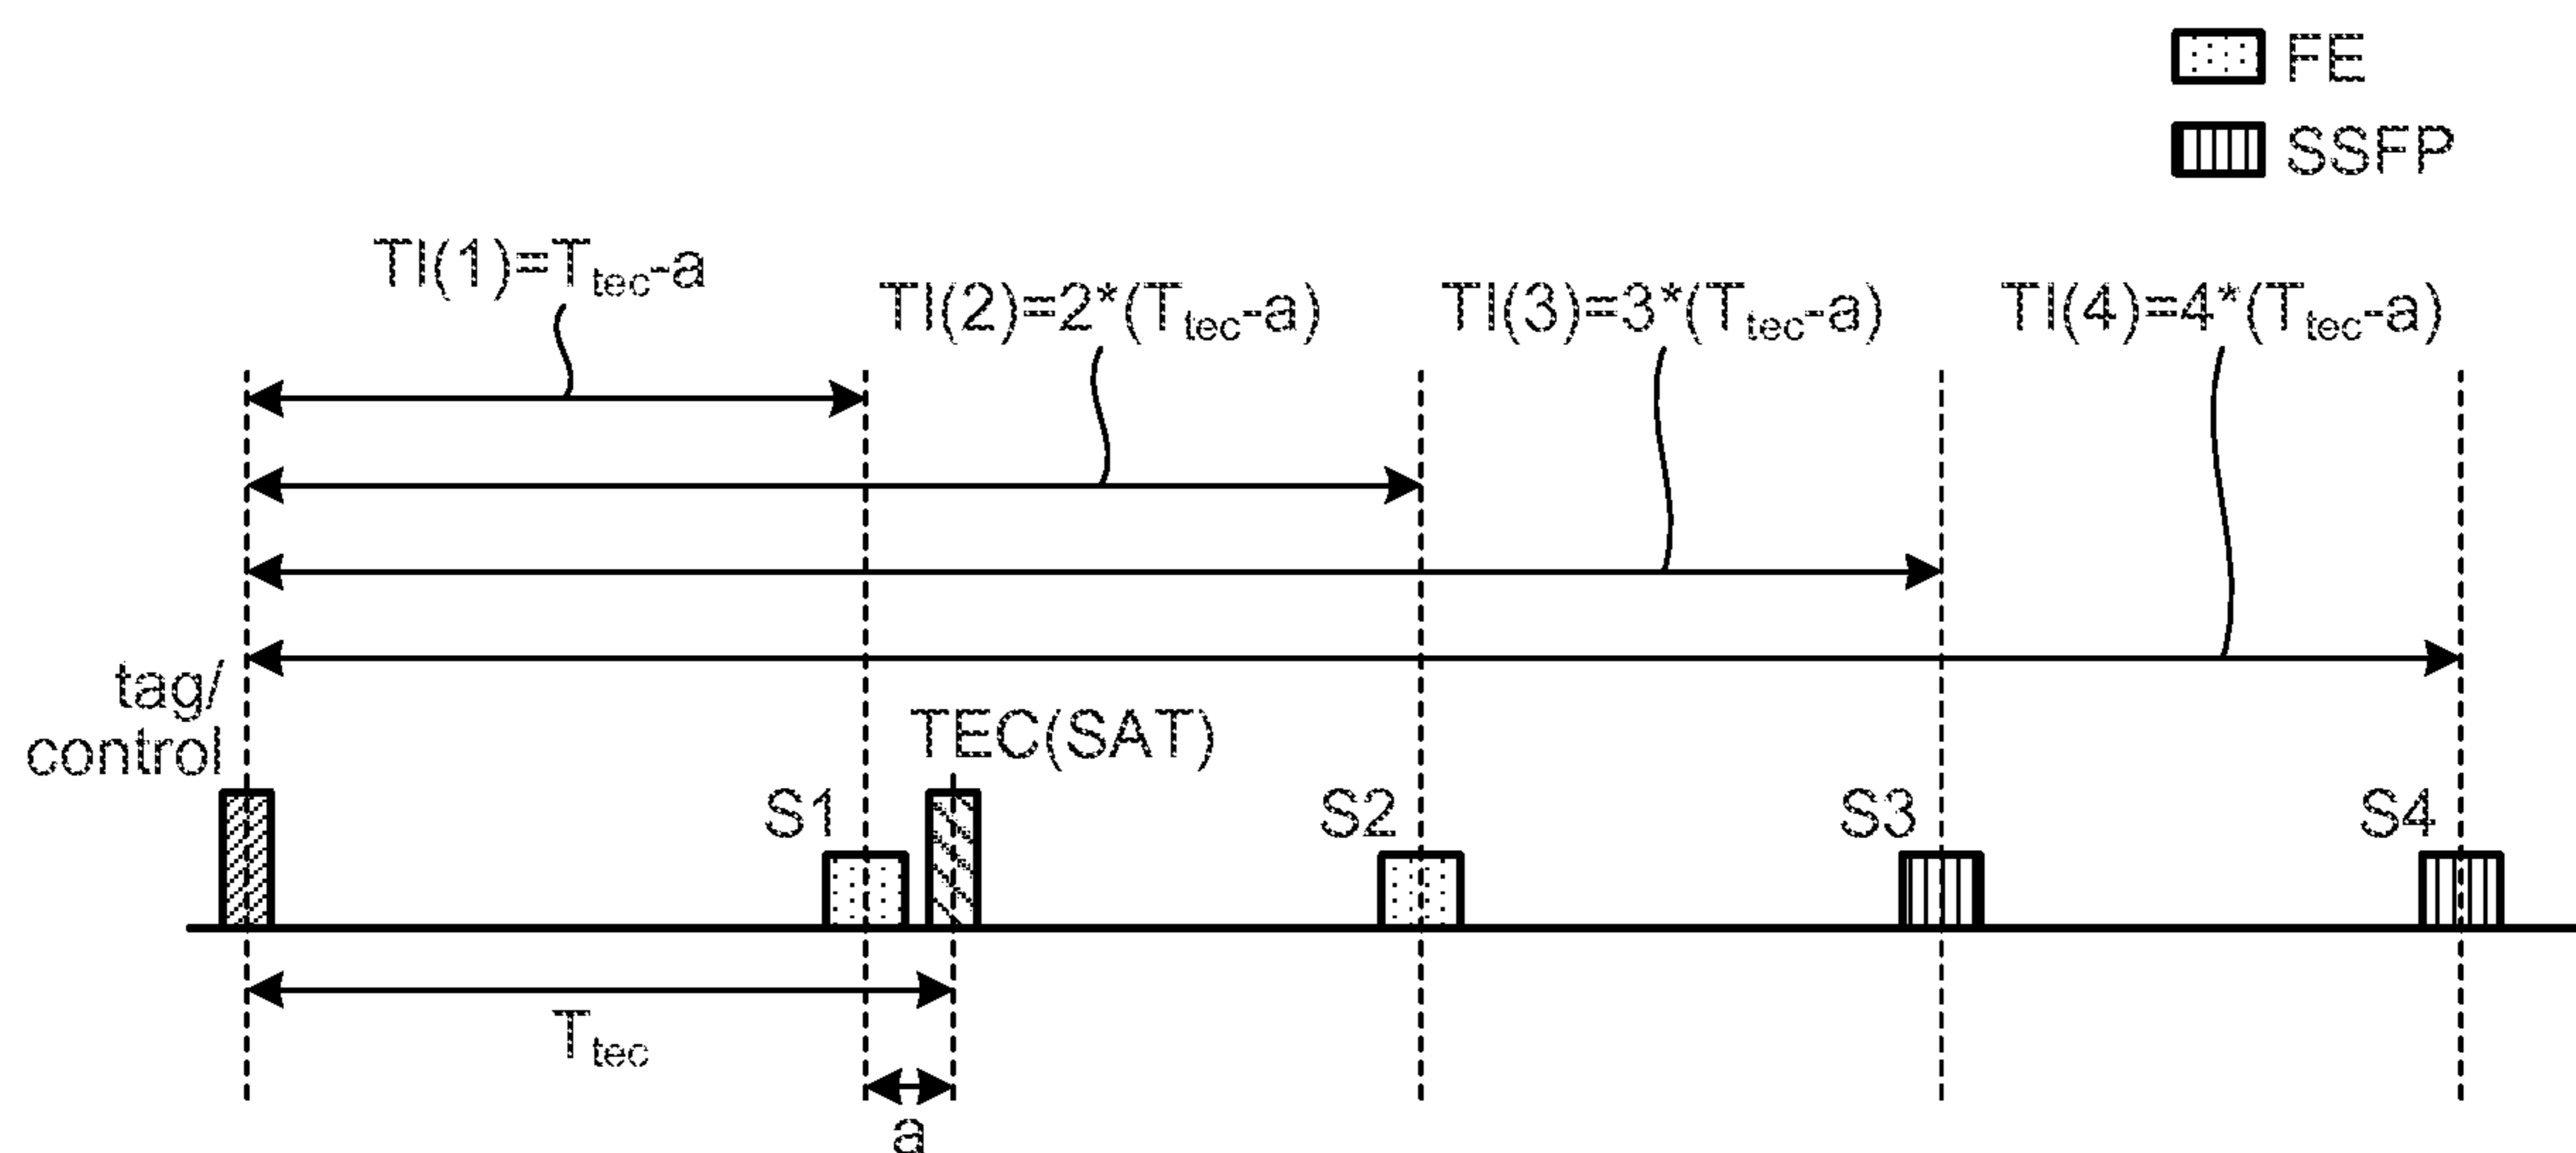 FE
SSFP
TI(1)=Ttec-a
TI(2)=2*(Ttec-a)
TI(3)=3*(Ttec-a)
TI(4)=4*(Ttec-a)
tag/
control
TEC(SAT)
S1
S2
S3
S4
Ttec
a